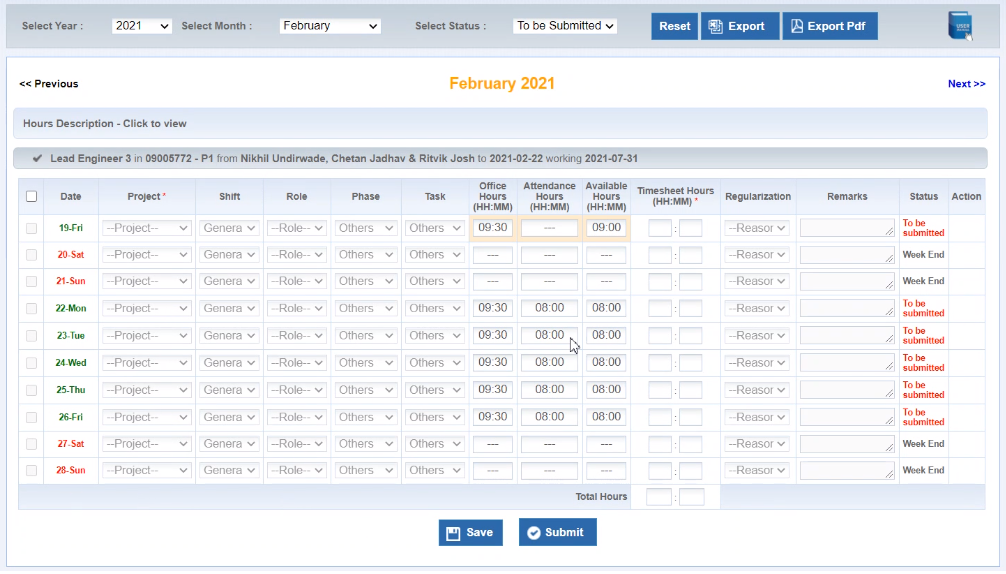 Select Year : 2021 Select Month : February Select Status : To be Submitted Reset Export Export Pdf
<< Previous February 2021 Next >>
Hours Description - Click to view
Lead Engineer 3 in 09005772 - P1 from Nikhil Undirwade, Chetan Jadhav & Ritvik Josh to 2021-02-22 working 2021-07-31
Date Project * Shift Role Phase Task Office Hours (HH:MM) Attendance Hours (HH:MM) Available Hours (HH:MM) Timesheet Hours (HH:MM) * Regularization Remarks Status Action
19-Fri --Project-- Genera --Role-- Others Others 09:30 --- 09:00 : --Reasor To be submitted
20-Sat --Project-- Genera --Role-- Others Others --- --- --- : --Reasor Week End
21-Sun --Project-- Genera --Role-- Others Others --- --- --- : --Reasor Week End
22-Mon --Project-- Genera --Role-- Others Others 09:30 08:00 08:00 : --Reasor To be submitted
23-Tue --Project-- Genera --Role-- Others Others 09:30 08:00 08:00 : --Reasor To be submitted
24-Wed --Project-- Genera --Role-- Others Others 09:30 08:00 08:00 : --Reasor To be submitted
25-Thu --Project-- Genera --Role-- Others Others 09:30 08:00 08:00 : --Reasor To be submitted
26-Fri --Project-- Genera --Role-- Others Others 09:30 08:00 08:00 : --Reasor To be submitted
27-Sat --Project-- Genera --Role-- Others Others --- --- --- : --Reasor Week End
28-Sun --Project-- Genera --Role-- Others Others --- --- --- : --Reasor Week End
Total Hours :
Save Submit